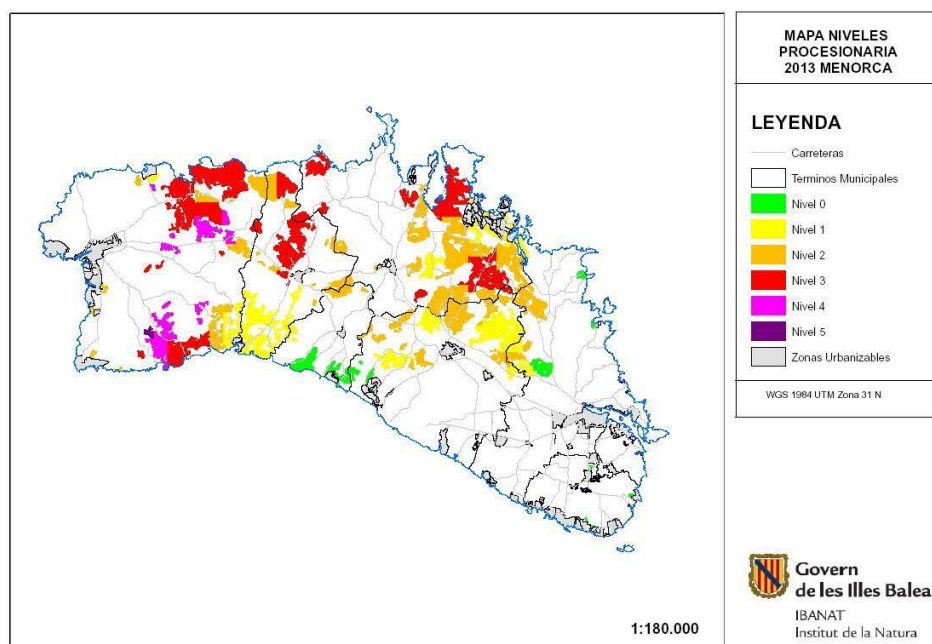 MAPA NIVELES
PROCESIONARIA
2013 MENORCA
LEYENDA
Carreteras
Terminos Municipales
Nivel 0
Nivel 1
Nivel 2
Nivel 3
Nivel 4
Nivel 5
Zonas Urbanizables
WGS 1984 UTM Zona 31 N
1:180.000
Govern
de les Illes Balea
IBANAT
Institut de la Natura